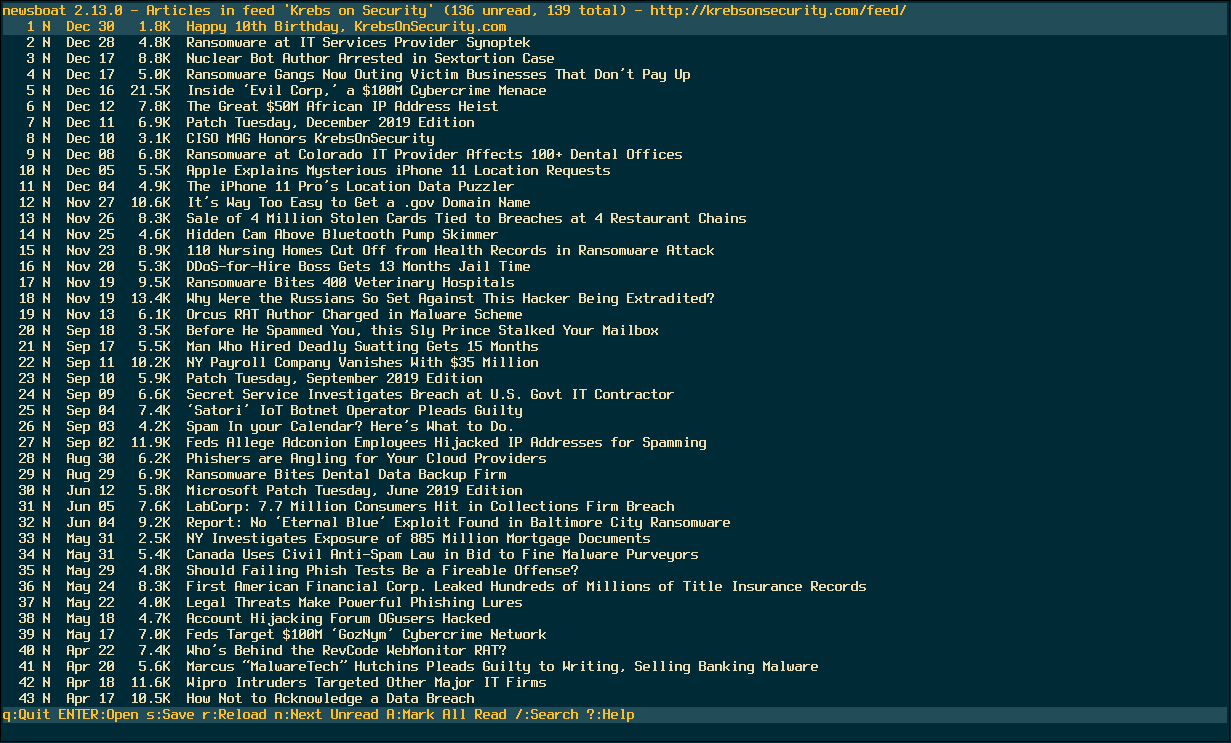 newsboat 2.13.0 - Articles in feed 'Krebs on Security' (136 unread, 139 total) - http://krebsonsecurity.com/feed/
1 N Dec 30 1.8K Happy 10th Birthday, KrebsOnSecurity.com
2 N Dec 28 4.8K Ransomware at IT Services Provider Synoptek
3 N Dec 17 8.8K Nuclear Bot Author Arrested in Sextortion Case
4 N Dec 17 5.0K Ransomware Gangs Now Outing Victim Businesses That Don't Pay Up
5 N Dec 16 21.5K Inside ‘Evil Corp,’ a $100M Cybercrime Menace
6 N Dec 12 7.8K The Great $50M African IP Address Heist
7 N Dec 11 6.9K Patch Tuesday, December 2019 Edition
8 N Dec 10 3.1K CISO MAG Honors KrebsOnSecurity
9 N Dec 08 6.8K Ransomware at Colorado IT Provider Affects 100+ Dental Offices
10 N Dec 05 5.5K Apple Explains Mysterious iPhone 11 Location Requests
11 N Dec 04 4.9K The iPhone 11 Pro’s Location Data Puzzler
12 N Nov 27 10.6K It’s Way Too Easy to Get a .gov Domain Name
13 N Nov 26 8.3K Sale of 4 Million Stolen Cards Tied to Breaches at 4 Restaurant Chains
14 N Nov 25 4.6K Hidden Cam Above Bluetooth Pump Skimmer
15 N Nov 23 8.9K 110 Nursing Homes Cut Off from Health Records in Ransomware Attack
16 N Nov 20 5.3K DDoS-for-Hire Boss Gets 13 Months Jail Time
17 N Nov 19 9.5K Ransomware Bites 400 Veterinary Hospitals
18 N Nov 19 13.4K Why Were the Russians So Set Against This Hacker Being Extradited?
19 N Nov 13 6.1K Orcus RAT Author Charged in Malware Scheme
20 N Sep 18 3.5K Before He Spammed You, this Sly Prince Stalked Your Mailbox
21 N Sep 17 5.5K Man Who Hired Deadly Swatting Gets 15 Months
22 N Sep 11 10.2K NY Payroll Company Vanishes With $35 Million
23 N Sep 10 5.9K Patch Tuesday, September 2019 Edition
24 N Sep 09 6.6K Secret Service Investigates Breach at U.S. Govt IT Contractor
25 N Sep 04 7.4K ‘Satori’ IoT Botnet Operator Pleads Guilty
26 N Sep 03 4.2K Spam In your Calendar? Here’s What to Do.
27 N Sep 02 11.9K Feds Allege Adconion Employees Hijacked IP Addresses for Spamming
28 N Aug 30 6.2K Phishers are Angling for Your Cloud Providers
29 N Aug 29 6.9K Ransomware Bites Dental Data Backup Firm
30 N Jun 12 5.8K Microsoft Patch Tuesday, June 2019 Edition
31 N Jun 05 7.6K LabCorp: 7.7 Million Consumers Hit in Collections Firm Breach
32 N Jun 04 9.2K Report: No ‘Eternal Blue’ Exploit Found in Baltimore City Ransomware
33 N May 31 2.5K NY Investigates Exposure of 885 Million Mortgage Documents
34 N May 31 5.4K Canada Uses Civil Anti-Spam Law in Bid to Fine Malware Purveyors
35 N May 29 4.8K Should Failing Phish Tests Be a Fireable Offense?
36 N May 24 8.3K First American Financial Corp. Leaked Hundreds of Millions of Title Insurance Records
37 N May 22 4.0K Legal Threats Make Powerful Phishing Lures
38 N May 18 4.7K Account Hijacking Forum OGusers Hacked
39 N May 17 7.0K Feds Target $100M ‘GozNym’ Cybercrime Network
40 N Apr 22 7.4K Who’s Behind the RevCode WebMonitor RAT?
41 N Apr 20 5.6K Marcus “MalwareTech” Hutchins Pleads Guilty to Writing, Selling Banking Malware
42 N Apr 18 11.6K Wipro Intruders Targeted Other Major IT Firms
43 N Apr 17 10.5K How Not to Acknowledge a Data Breach
q:Quit ENTER:Open s:Save r:Reload n:Next Unread A:Mark All Read /:Search ?:Help